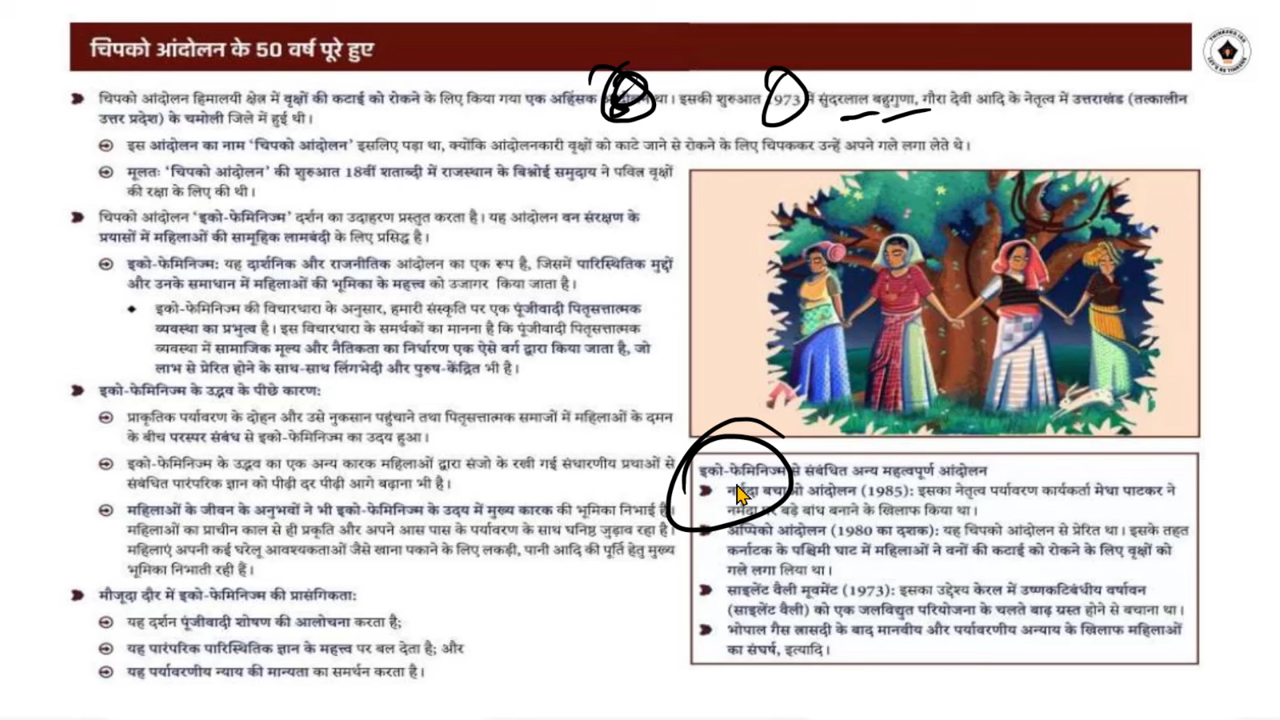 चिपको आंदोलन के 50 वर्ष पूरे हुए
THINKERS IAS
LET'S BE THINKING
चिपको आंदोलन हिमालयी क्षेत्र में वृक्षों की कटाई को रोकने के लिए किया गया एक अहिंसक था। इसकी शुरुआत 1973 में सुंदरलाल बहुगुणा, गौरा देवी आदि के नेतृत्व में उत्तराखंड (तत्कालीन
उत्तर प्रदेश) के चमोली जिले में हुई थी।
इस आंदोलन का नाम 'चिपको आंदोलन' इसलिए पड़ा था, क्योंकि आंदोलनकारी वृक्षों को काटे जाने से रोकने के लिए चिपककर उन्हें अपने गले लगा लेते थे।
मूलतः 'चिपको आंदोलन' की शुरुआत 18वीं शताब्दी में राजस्थान के बिश्नोई समुदाय ने पवित्र वृक्षों
की रक्षा के लिए की थी।
चिपको आंदोलन 'इको-फेमिनिज्म' दर्शन का उदाहरण प्रस्तुत करता है। यह आंदोलन वन संरक्षण के
प्रयासों में महिलाओं की सामूहिक लामबंदी के लिए प्रसिद्ध है।
इको-फेमिनिज्म: यह दार्शनिक और राजनीतिक आंदोलन का एक रूप है, जिसमें पारिस्थितिक मुद्दों
और उनके समाधान में महिलाओं की भूमिका के महत्त्व को उजागर किया जाता है।
इको-फेमिनिज्म की विचारधारा के अनुसार, हमारी संस्कृति पर एक पूंजीवादी पितृसत्तात्मक
व्यवस्था का प्रभुत्व है। इस विचारधारा के समर्थकों का मानना है कि पूंजीवादी पितृसत्तात्मक
व्यवस्था में सामाजिक मूल्य और नैतिकता का निर्धारण एक ऐसे वर्ग द्वारा किया जाता है, जो
लाभ से प्रेरित होने के साथ-साथ लिंगभेदी और पुरुष-केंद्रित भी है।
इको-फेमिनिज्म के उद्भव के पीछे कारण:
प्राकृतिक पर्यावरण के दोहन और उसे नुकसान पहुंचाने तथा पितृसत्तात्मक समाजों में महिलाओं के दमन
के बीच परस्पर संबंध से इको-फेमिनिज्म का उदय हुआ।
इको-फेमिनिज्म के उद्भव का एक अन्य कारक महिलाओं द्वारा संजो के रखी गई संधारणीय प्रथाओं से
संबंधित पारंपरिक ज्ञान को पीढ़ी दर पीढ़ी आगे बढ़ाना भी है।
महिलाओं के जीवन के अनुभवों ने भी इको-फेमिनिज्म के उदय में मुख्य कारक की भूमिका निभाई है।
महिलाओं का प्राचीन काल से ही प्रकृति और अपने आस पास के पर्यावरण के साथ घनिष्ठ जुड़ाव रहा है।
महिलाएं अपनी कई घरेलू आवश्यकताओं जैसे खाना पकाने के लिए लकड़ी, पानी आदि की पूर्ति हेतु मुख्य
भूमिका निभाती रही हैं।
मौजूदा दौर में इको-फेमिनिज्म की प्रासंगिकता:
यह दर्शन पूंजीवादी शोषण की आलोचना करता है;
यह पारंपरिक पारिस्थितिक ज्ञान के महत्त्व पर बल देता है; और
यह पर्यावरणीय न्याय की मान्यता का समर्थन करता है।
इको-फेमिनिज्म से संबंधित अन्य महत्वपूर्ण आंदोलन
नर्मदा बचाओ आंदोलन (1985): इसका नेतृत्व पर्यावरण कार्यकर्ता मेधा पाटकर ने
नर्मदा पर बड़े बांध बनाने के खिलाफ किया था।
अप्पिको आंदोलन (1980 का दशक): यह चिपको आंदोलन से प्रेरित था। इसके तहत
कर्नाटक के पश्चिमी घाट में महिलाओं ने वनों की कटाई को रोकने के लिए वृक्षों को
गले लगा लिया था।
साइलेंट वैली मूवमेंट (1973): इसका उद्देश्य केरल में उष्णकटिबंधीय वर्षावन
(साइलेंट वैली) को एक जलविद्युत परियोजना के चलते बाढ़ ग्रस्त होने से बचाना था।
भोपाल गैस त्रासदी के बाद मानवीय और पर्यावरणीय अन्याय के खिलाफ महिलाओं
का संघर्ष, इत्यादि।